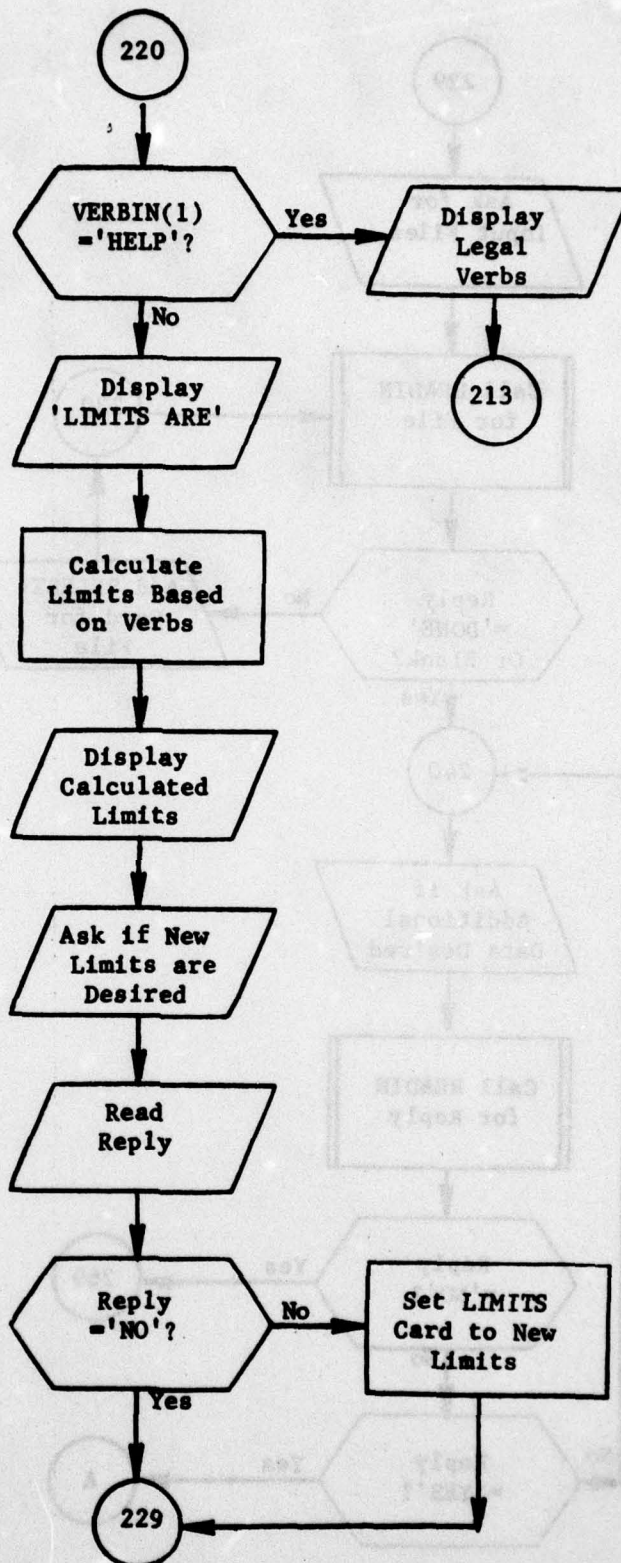 220
VERBIN(1)
='HELP'?
Yes
Display
Legal
Verbs
213
No
Display
'LIMITS ARE'
Calculate
Limits Based
on Verbs
Display
Calculated
Limits
Ask if New
Limits are
Desired
Read
Reply
Reply
='NO'?
No
Set LIMITS
Card to New
Limits
Yes
229